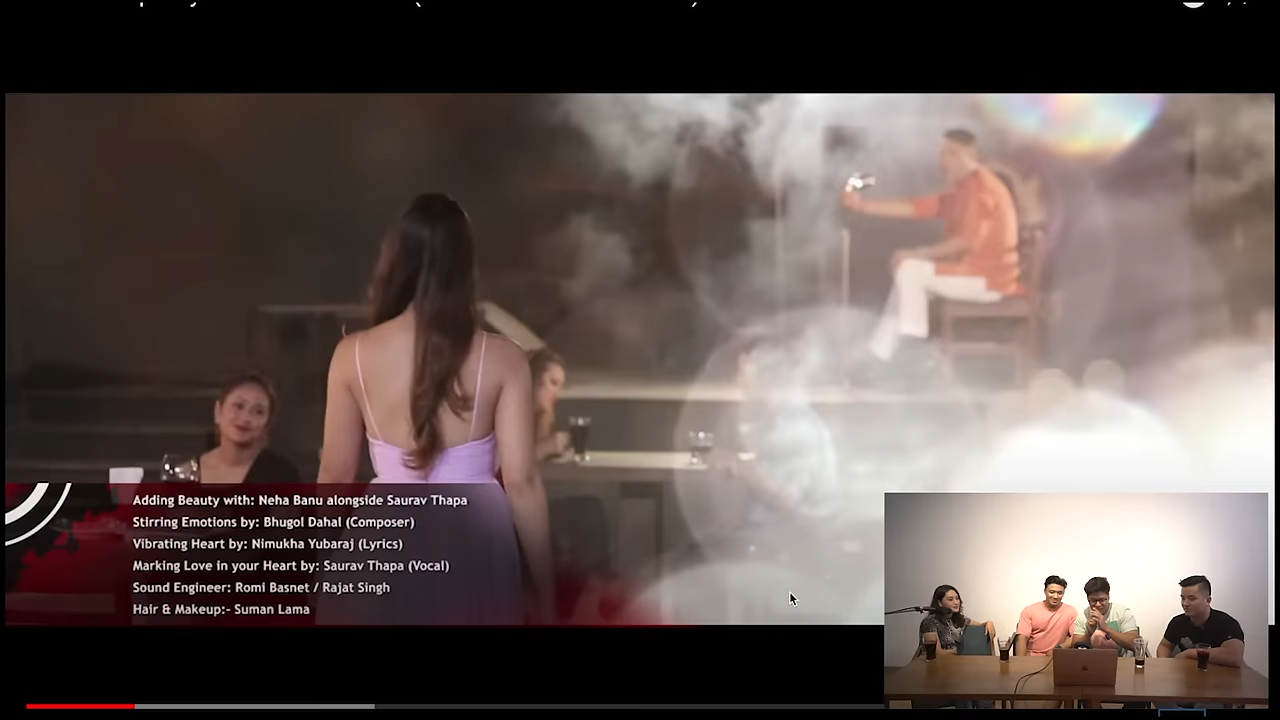 Adding Beauty with: Neha Banu alongside Saurav Thapa
Stirring Emotions by: Bhugol Dahal (Composer)
Vibrating Heart by: Nimukha Yubaraj (Lyrics)
Marking Love in your Heart by: Saurav Thapa (Vocal)
Sound Engineer: Romi Basnet / Rajat Singh
Hair & Makeup:- Suman Lama